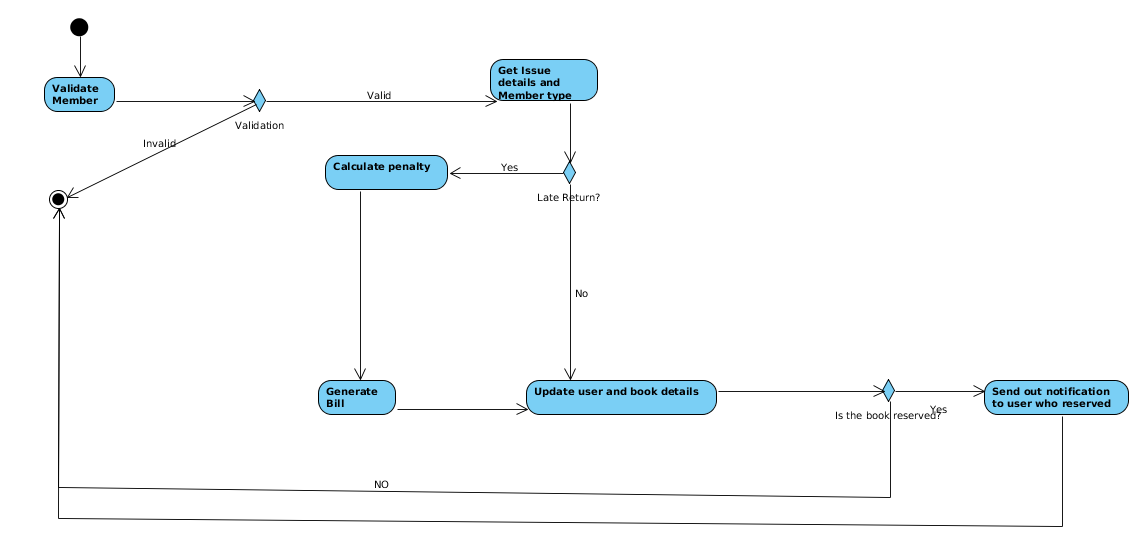 Validate
Member
Valid
Get Issue
details and
Member type
Validation
Invalid
Calculate penalty
Yes
Late Return?
No
Generate
Bill
Update user and book details
Is the book reserved?
Yes
Send out notification
to user who reserved
NO